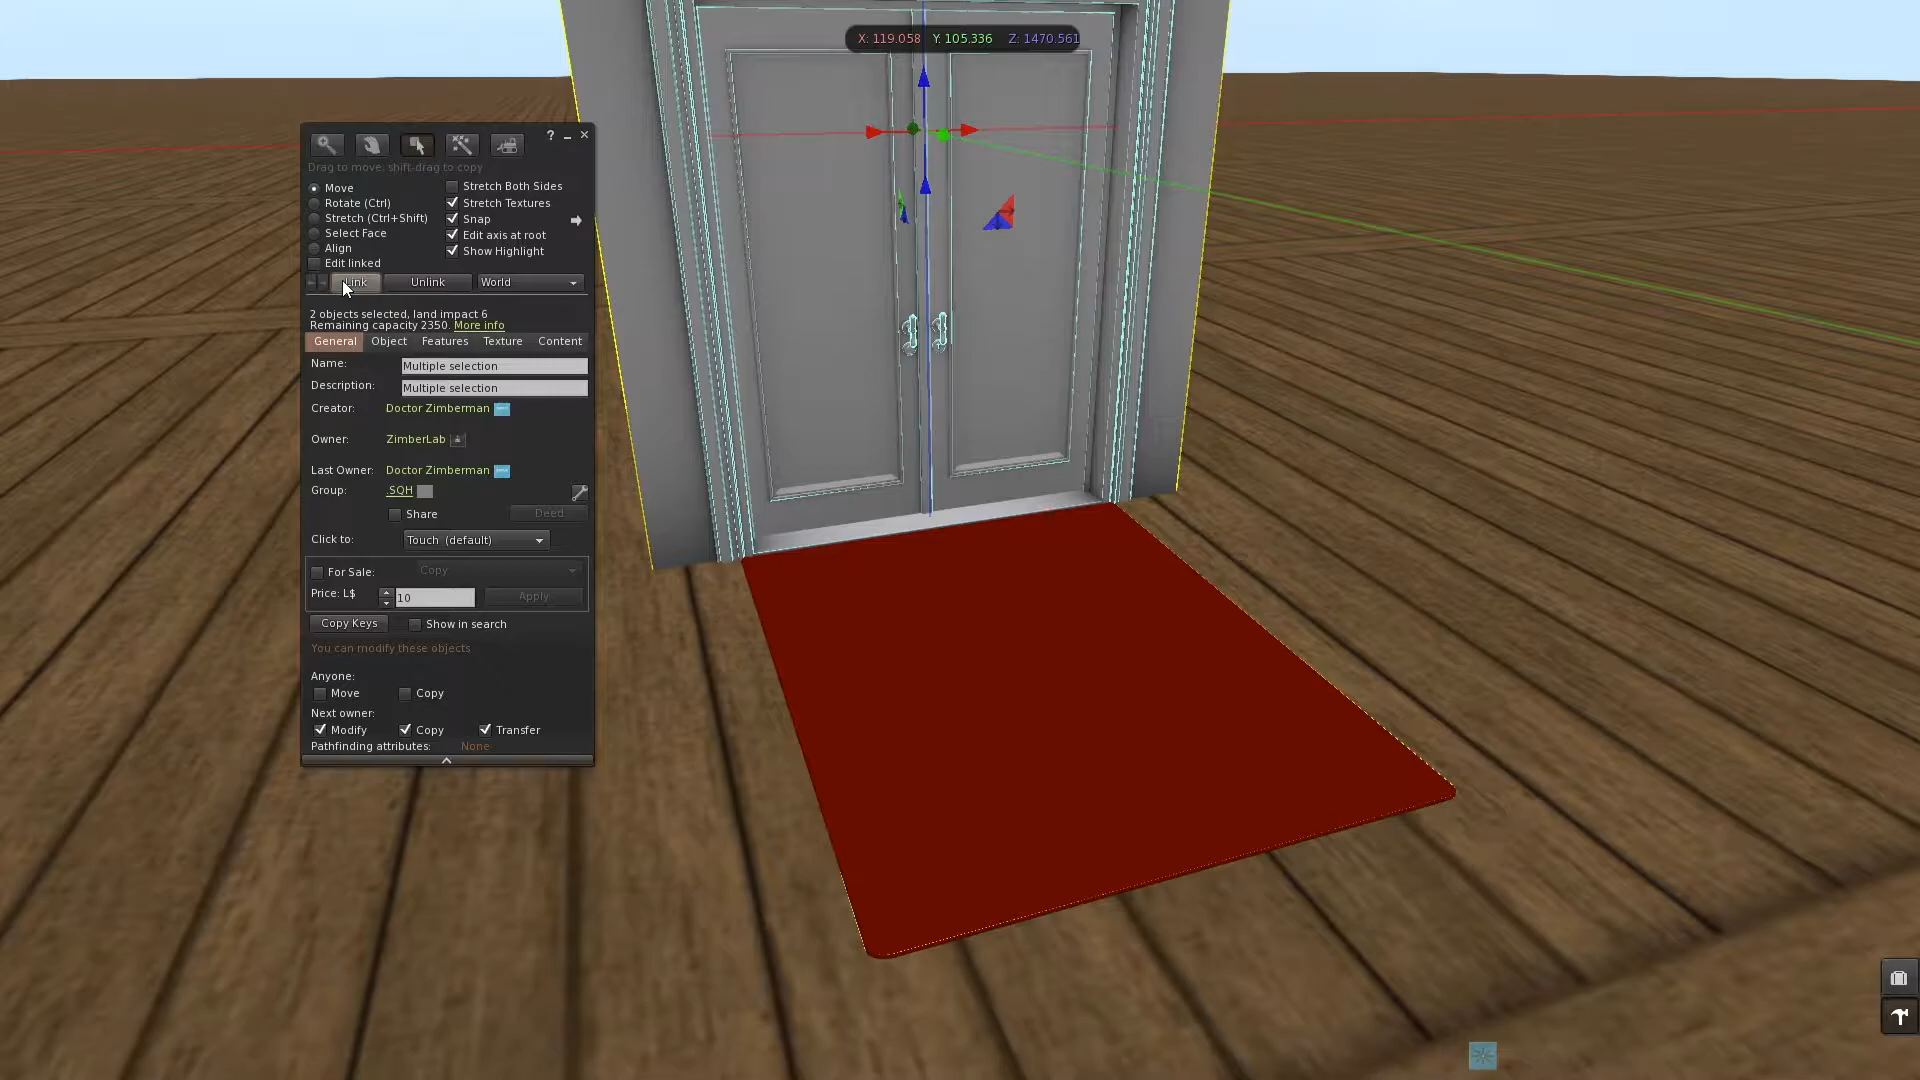 X: 119.058 Y: 105.336 Z: 1470.561
?
Drag to move, shift-drag to copy
Move
Stretch Both Sides
Rotate (Ctrl)
Stretch Textures
Stretch (Ctrl+Shift)
Snap
Select Face
Edit axis at root
Align
Show Highlight
Edit linked
Link Unlink World
2 objects selected, land impact 6
Remaining capacity 2350. More info
General Object Features Texture Content
Name: Multiple selection
Description: Multiple selection
Creator: Doctor Zimberman
Owner: ZimberLab
Last Owner: Doctor Zimberman
Group: .SQH
Share Deed
Click to: Touch (default)
For Sale: Copy
Price: L$ 10 Apply
Copy Keys Show in search
You can modify these objects
Anyone:
Move Copy
Next owner:
Modify Copy Transfer
Pathfinding attributes: None